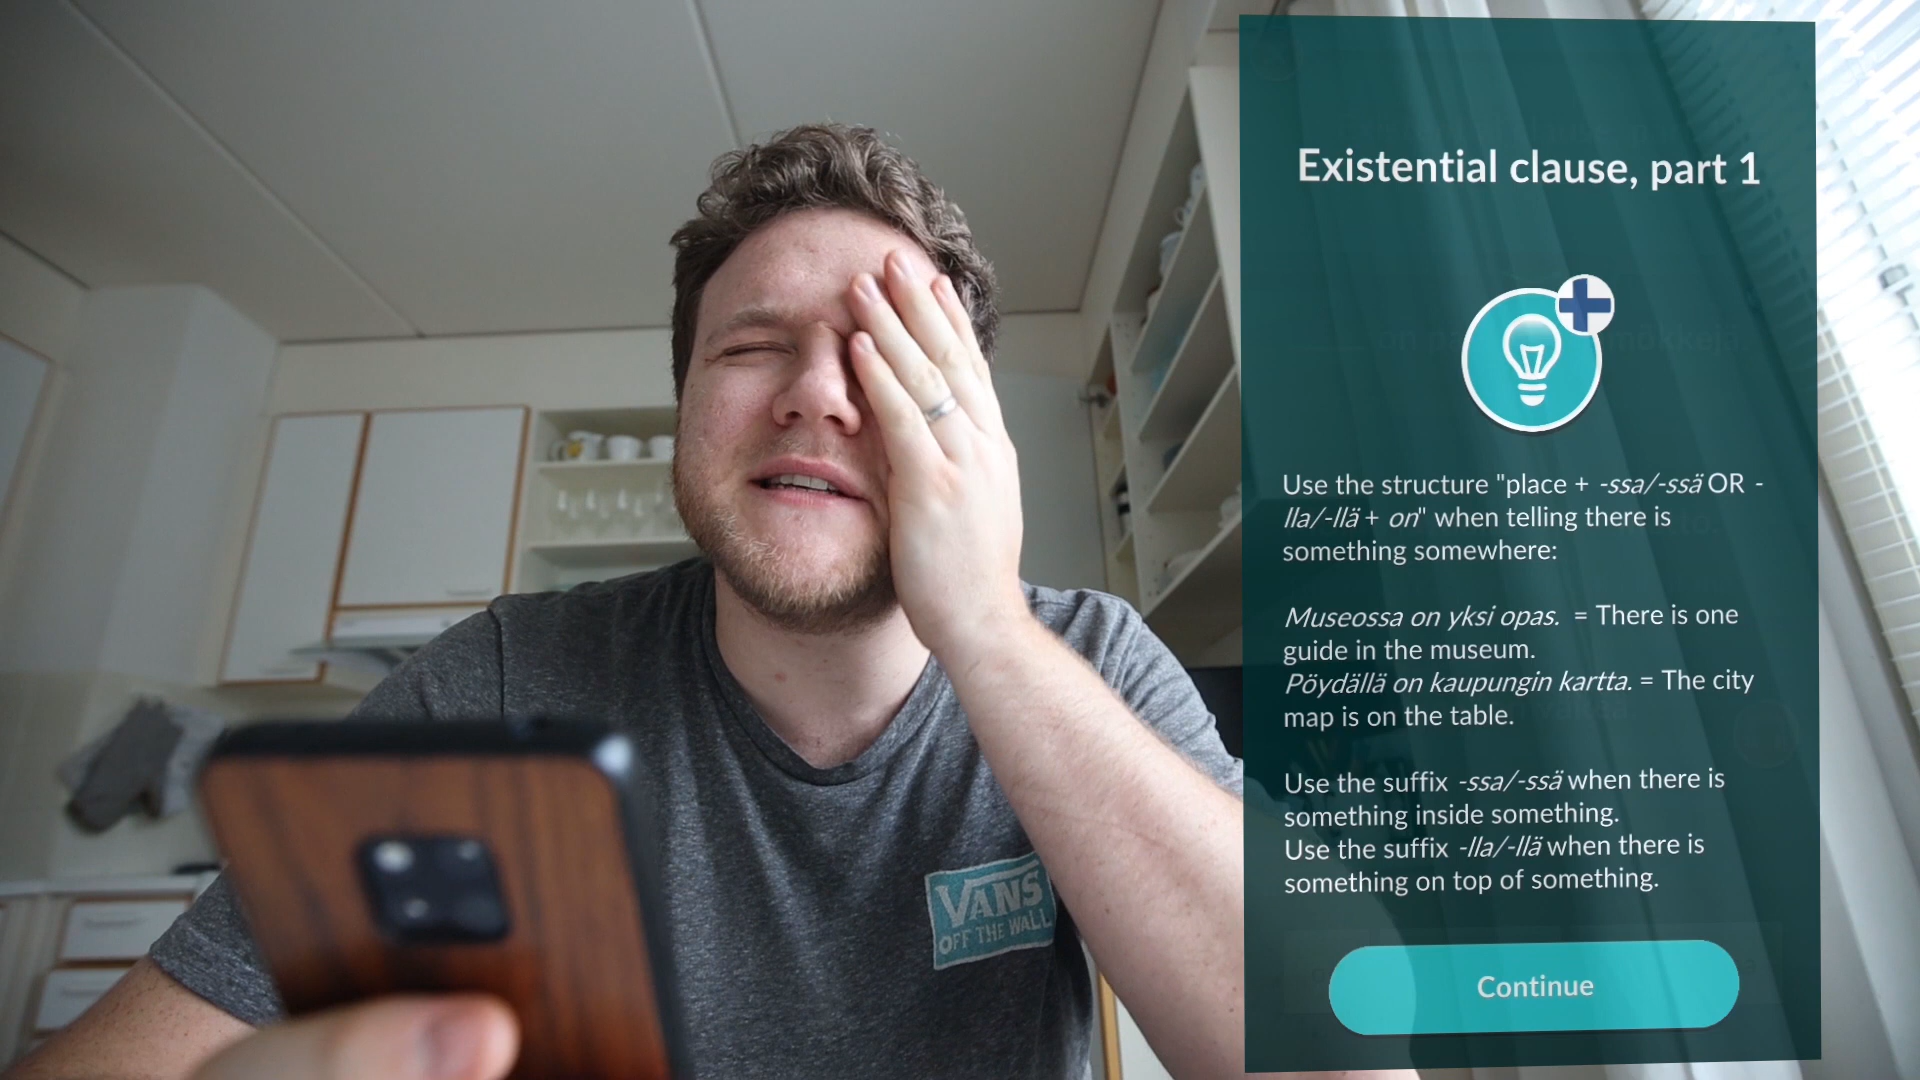 Existential clause, part 1
Use the structure "place + -ssa/-ssä OR -
lla/-llä + on" when telling there is
something somewhere:
Museossa on yksi opas. = There is one
guide in the museum.
Pöydällä on kaupungin kartta. = The city
map is on the table.
Use the suffix -ssa/-ssä when there is
something inside something.
Use the suffix -lla/-llä when there is
something on top of something.
Continue
VANS
OFF THE WALL